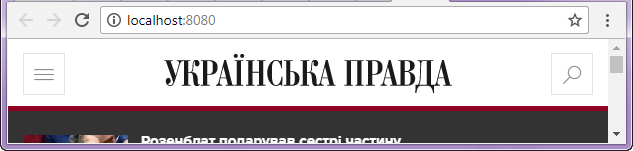 localhost:8080
УКРАЇНСЬКА ПРАВДА
Розенблат подарував сестрі частину